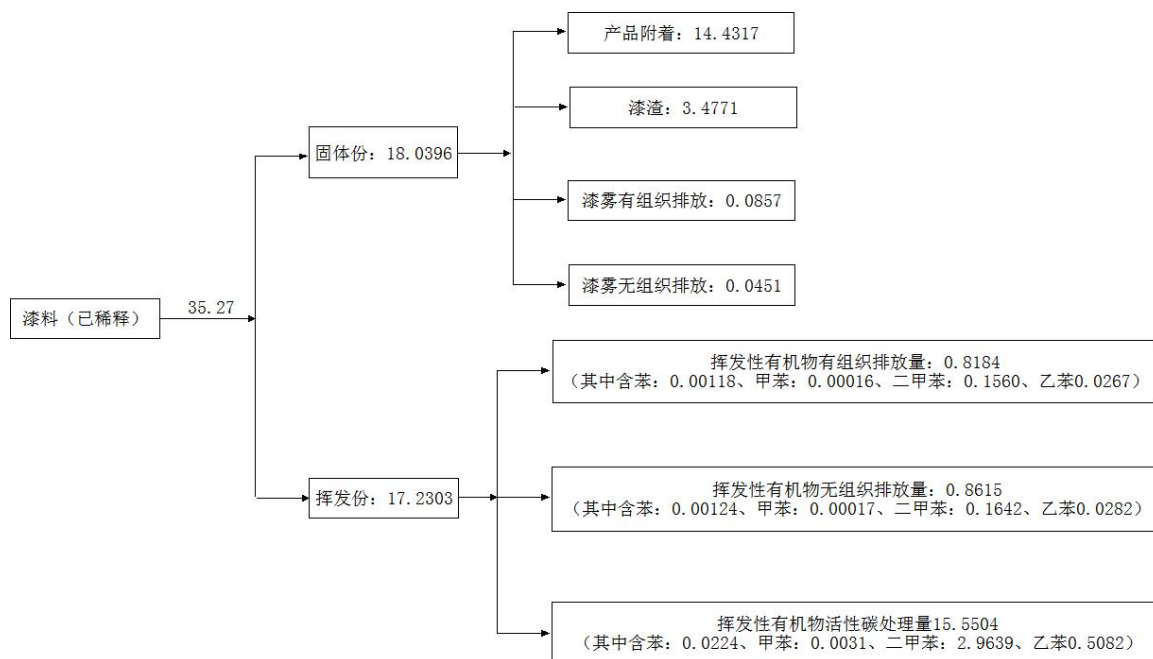 产品附着：14.4317
漆渣：3.4771
固体份：18.0396
漆雾有组织排放：0.0857
漆雾无组织排放：0.0451
漆料（已稀释）
35.27
挥发性有机物有组织排放量：0.8184
（其中含苯：0.00118、甲苯：0.00016、二甲苯：0.1560、乙苯0.0267）
挥发份：17.2303
挥发性有机物无组织排放量：0.8615
（其中含苯：0.00124、甲苯：0.00017、二甲苯：0.1642、乙苯0.0282）
挥发性有机物活性碳处理量15.5504
（其中含苯：0.0224、甲苯：0.0031、二甲苯：2.9639、乙苯0.5082）